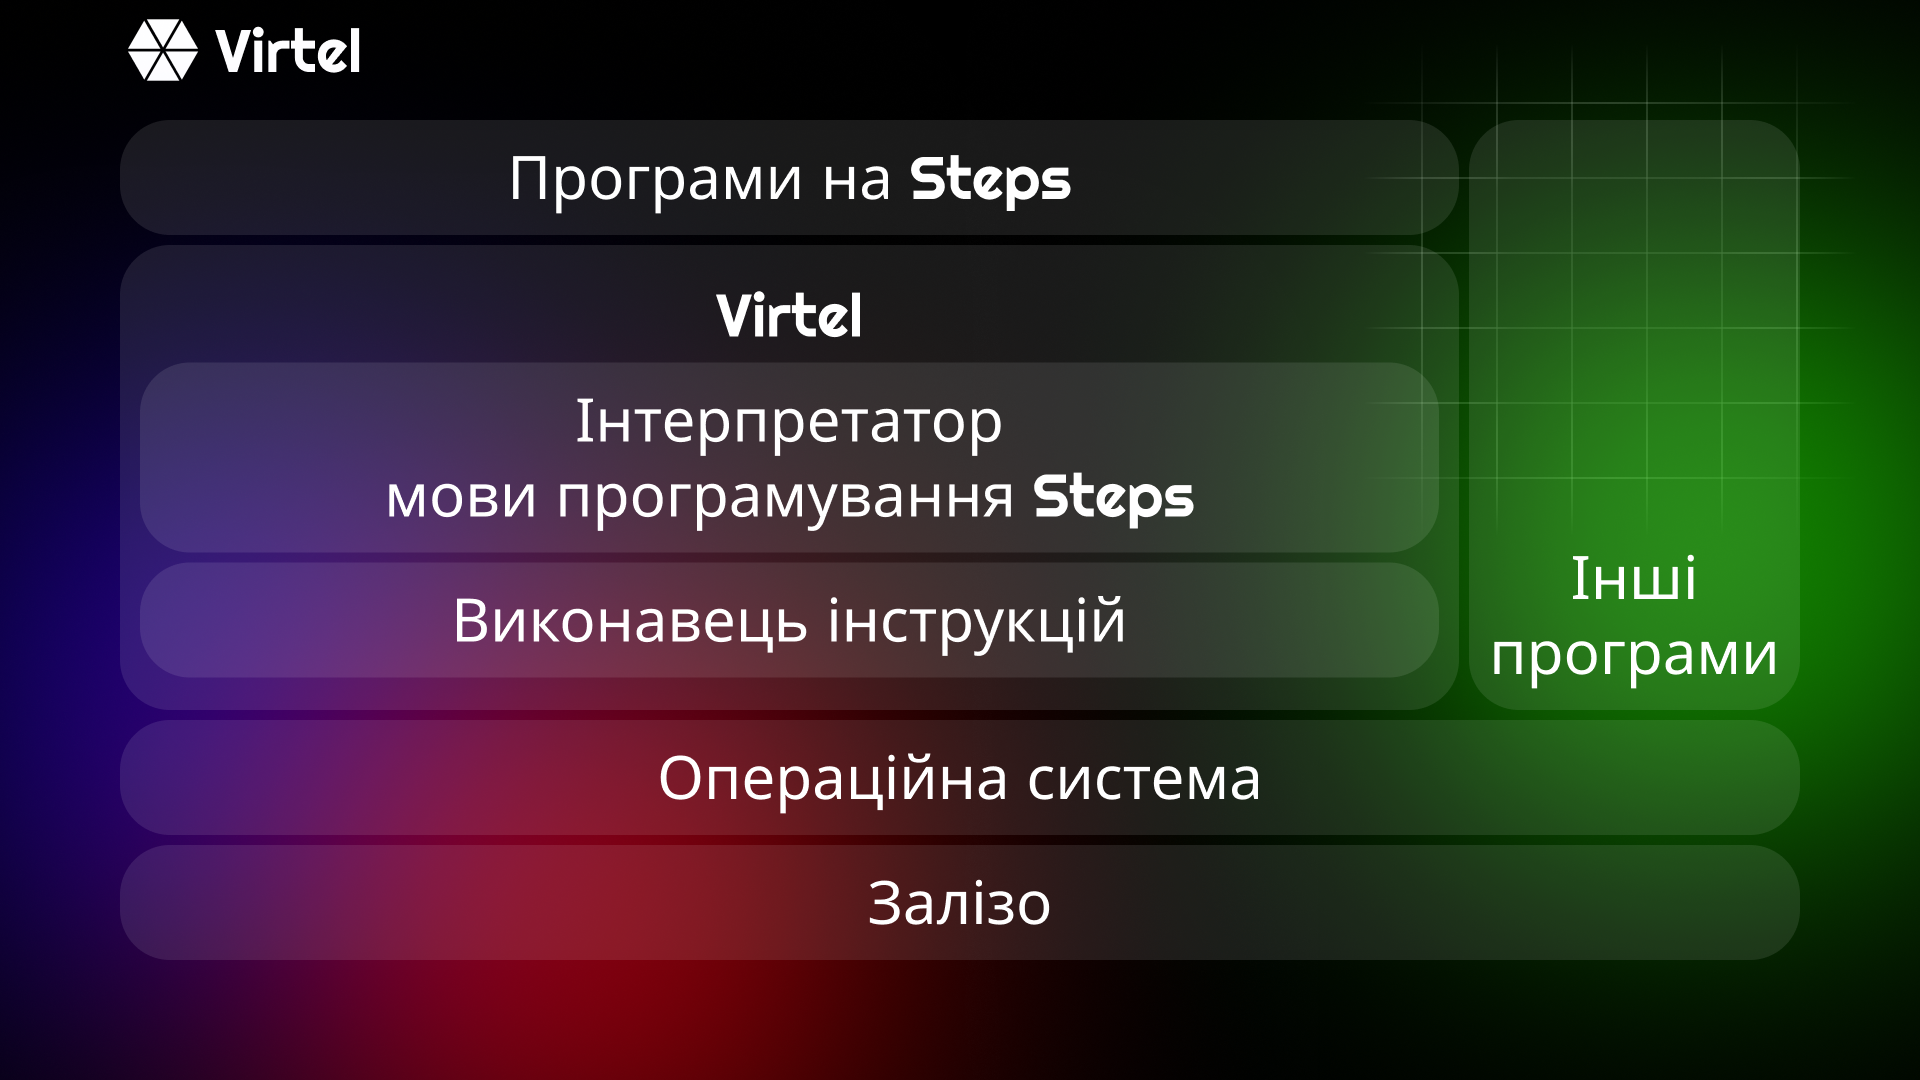 Virtel
Програми на Steps
Virtel
Інтерпретатор
мови програмування Steps
Виконавець інструкцій
Інші
програми
Операційна система
Залізо